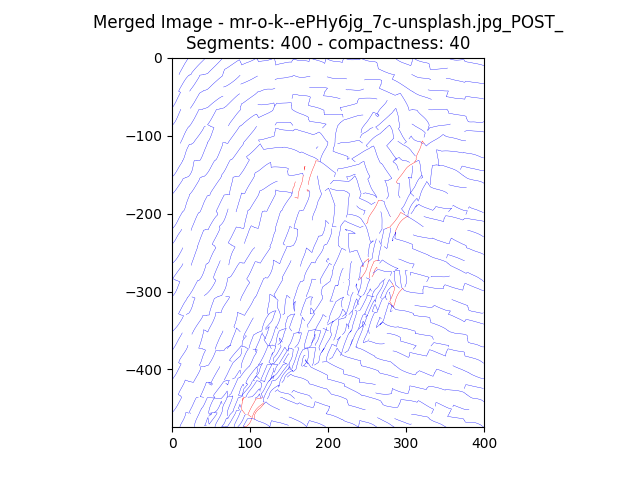 Merged Image - mr-o-k--ePHy6jg_7c-unsplash.jpg_POST_
Segments: 400 - compactness: 40
0
−100
−200
−300
−400
0 100 200 300 400